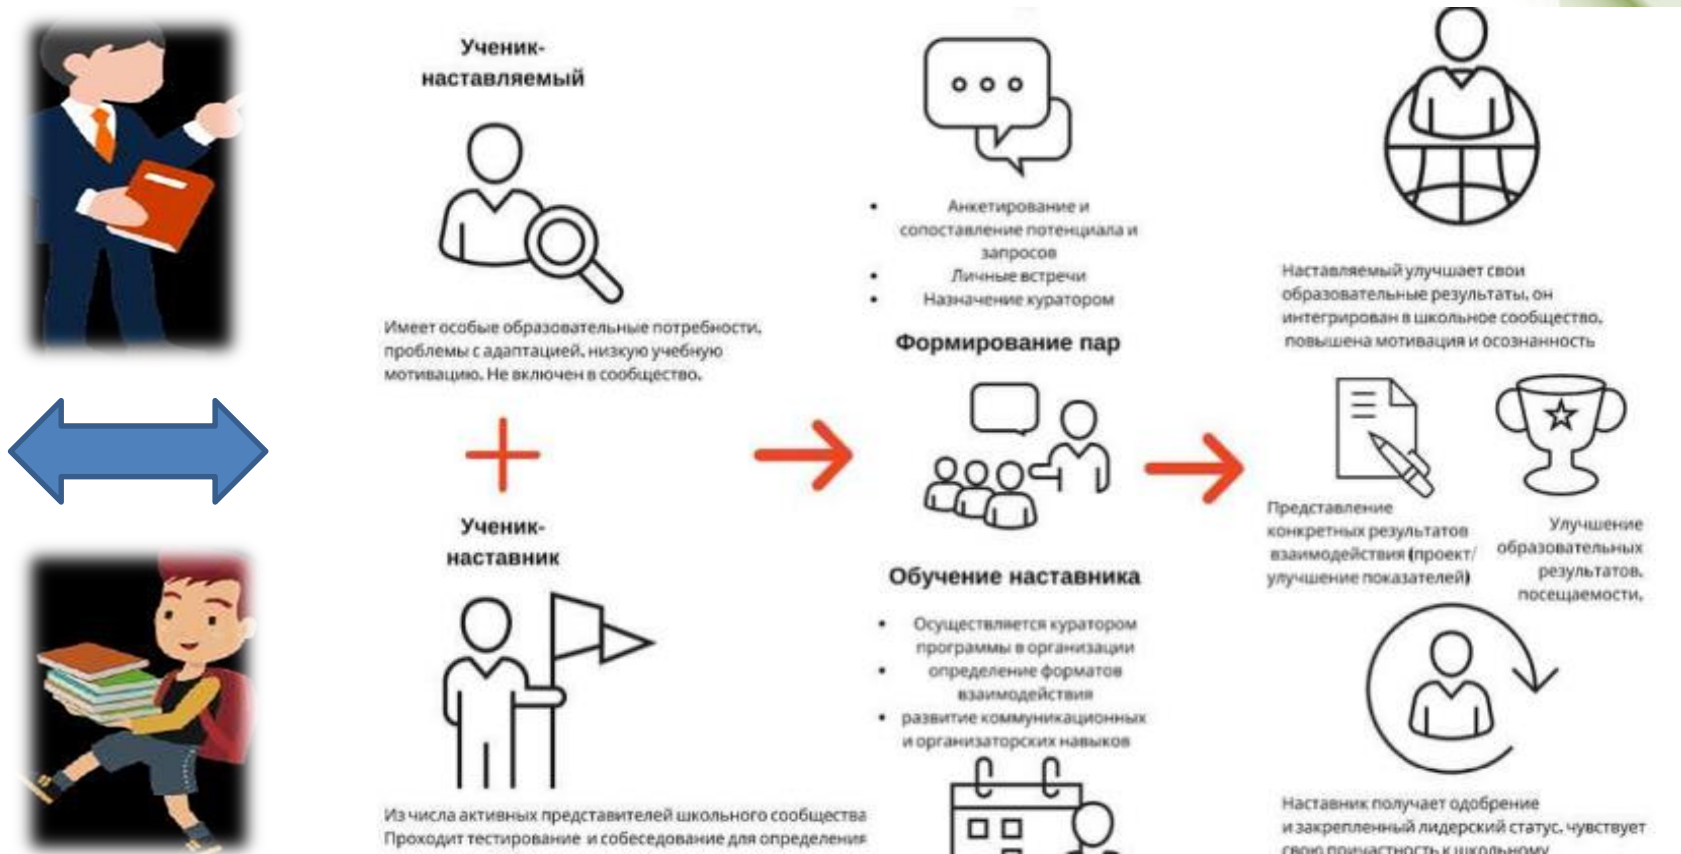 Ученик-
наставляемый
Имеет особые образовательные потребности,
проблемы с адаптацией, низкую учебную
мотивацию. Не включен в сообщество.
Ученик-
наставник
Из числа активных представителей школьного сообщества
Проходит тестирование и собеседование для определения
• Анкетирование и
сопоставление потенциала и
запросов
• Личные встречи
• Назначение куратором
Формирование пар
Обучение наставника
• Осуществляется куратором
программы в организации
• определение форматов
взаимодействия
• развитие коммуникационных
и организаторских навыков
Наставляемый улучшает свои
образовательные результаты, он
интегрирован в школьное сообщество,
повышена мотивация и осознанность
Представление
конкретных результатов
взаимодействия (проект/
улучшение показателей)
Улучшение
образовательных
результатов,
посещаемости,
Наставник получает одобрение
и закрепленный лидерский статус, чувствует
свою причастность к школьному